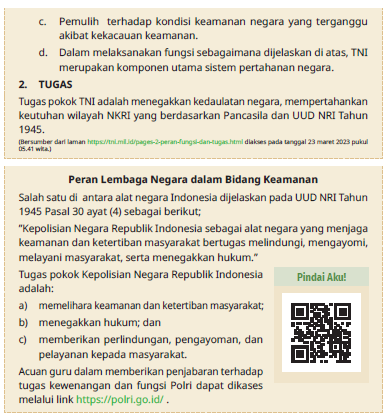 c. Pemulih terhadap kondisi keamanan negara yang terganggu
akibat kekacauan keamanan.
d. Dalam melaksanakan fungsi sebagaimana dijelaskan di atas, TNI
merupakan komponen utama sistem pertahanan negara.
2. TUGAS
Tugas pokok TNI adalah menegakkan kedaulatan negara, mempertahankan
keutuhan wilayah NKRI yang berdasarkan Pancasila dan UUD NRI Tahun
1945.
(Bersumber dari laman https://tni.mil.id/pages-2-peran-fungsi-dan-tugas.html diakses pada tanggal 23 maret 2023 pukul
05.41 wita.)
Peran Lembaga Negara dalam Bidang Keamanan
Salah satu di antara alat negara Indonesia dijelaskan pada UUD NRI Tahun
1945 Pasal 30 ayat (4) sebagai berikut;
“Kepolisian Negara Republik Indonesia sebagai alat negara yang menjaga
keamanan dan ketertiban masyarakat bertugas melindungi, mengayomi,
melayani masyarakat, serta menegakkan hukum.”
Tugas pokok Kepolisian Negara Republik Indonesia
adalah:
a) memelihara keamanan dan ketertiban masyarakat;
b) menegakkan hukum; dan
c) memberikan perlindungan, pengayoman, dan
pelayanan kepada masyarakat.
Acuan guru dalam memberikan penjabaran terhadap
tugas kewenangan dan fungsi Polri dapat dikases
melalui link https://polri.go.id/ .
Pindai Aku!